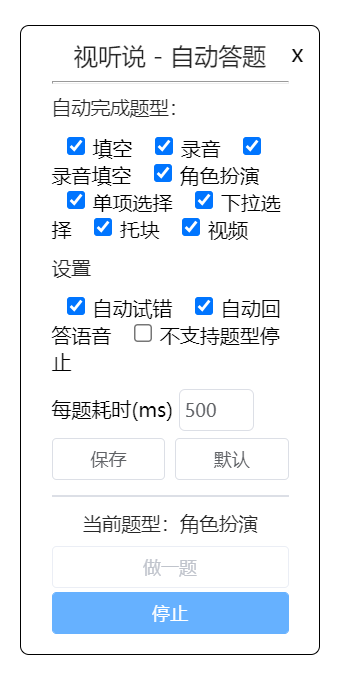 视听说 - 自动答题 x
自动完成题型：
填空 录音
录音填空 角色扮演
单项选择 下拉选
择 托块 视频
设置
自动试错 自动回
答语音 不支持题型停
止
每题耗时(ms) 500
保存 默认
当前题型：角色扮演
做一题
停止